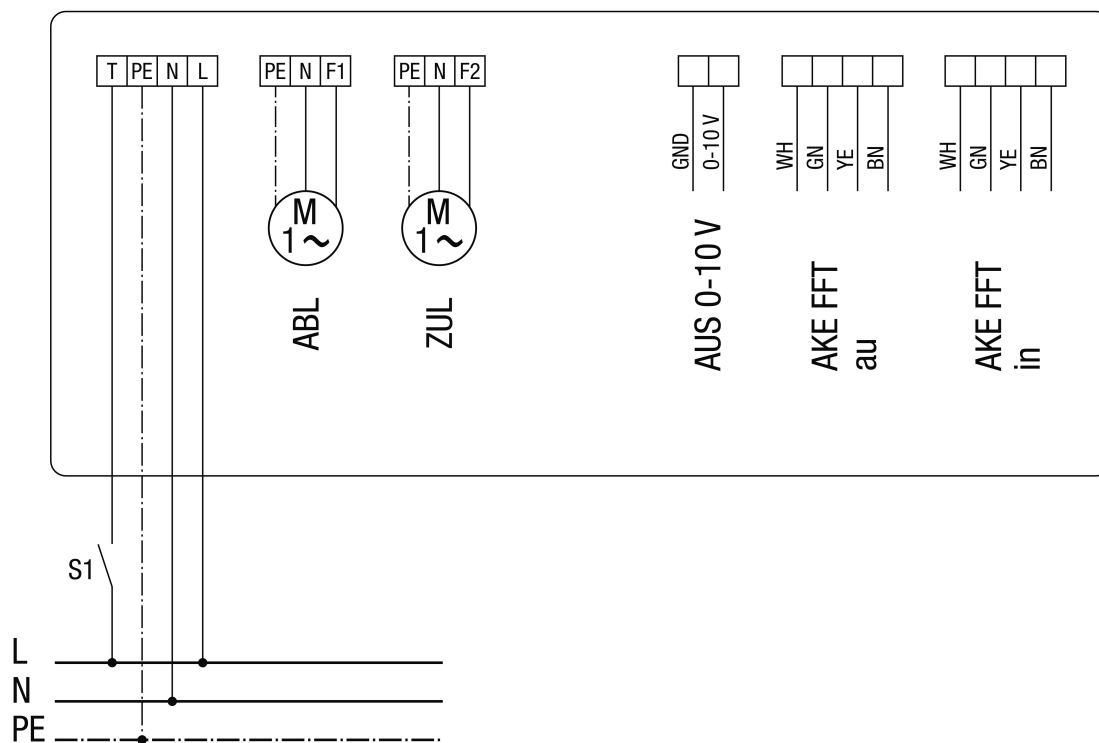 T PE N L
PE N F1
PE N F2
GND
0-10 V
WH
GN
YE
BN
WH
GN
YE
BN
M
1~
M
1~
ABL
ZUL
AUS 0-10 V
AKE FFT
au
AKE FFT
in
S1
L
N
PE